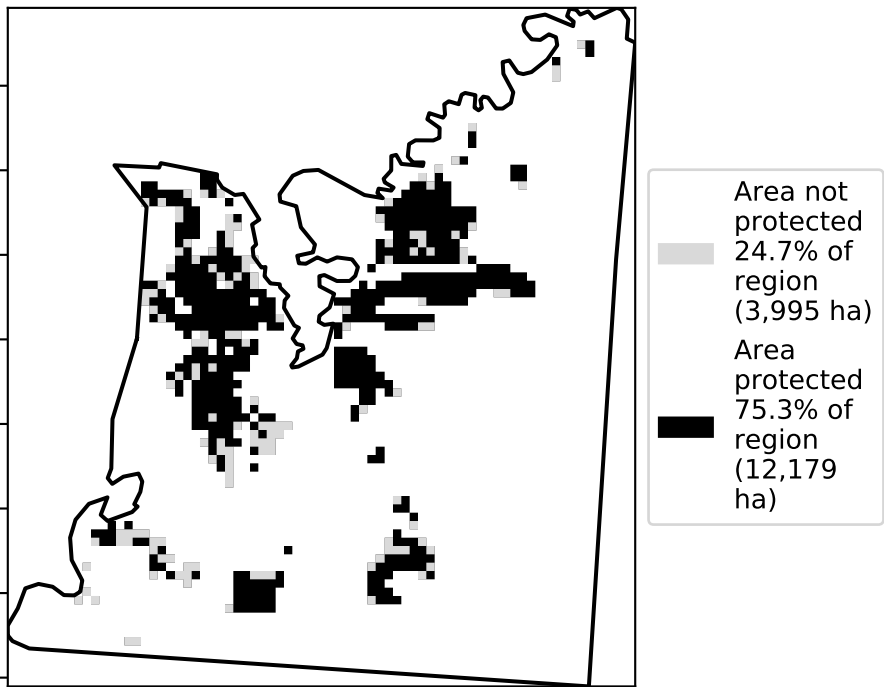 Area not
protected
24.7% of
region
(3,995 ha)
Area
protected
75.3% of
region
(12,179
ha)